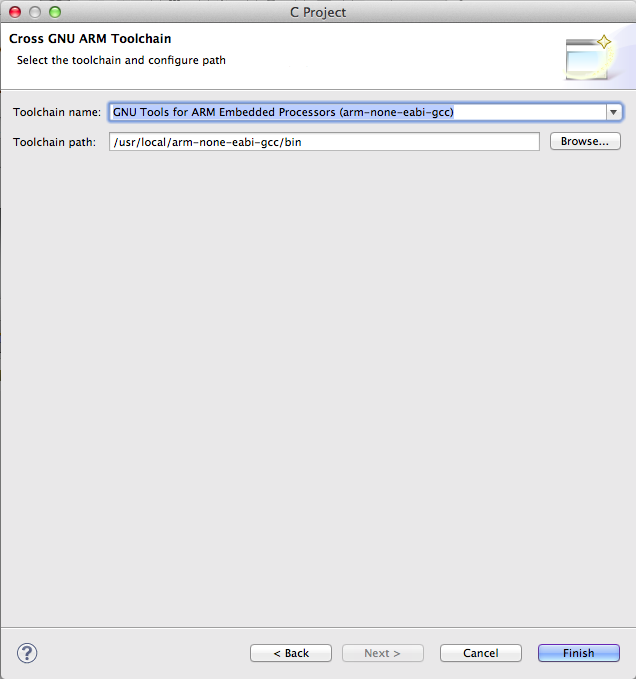 C Project
Cross GNU ARM Toolchain
Select the toolchain and configure path
Toolchain name: GNU Tools for ARM Embedded Processors (arm-none-eabi-gcc)
Toolchain path: /usr/local/arm-none-eabi-gcc/bin Browse...
? < Back Next > Cancel Finish